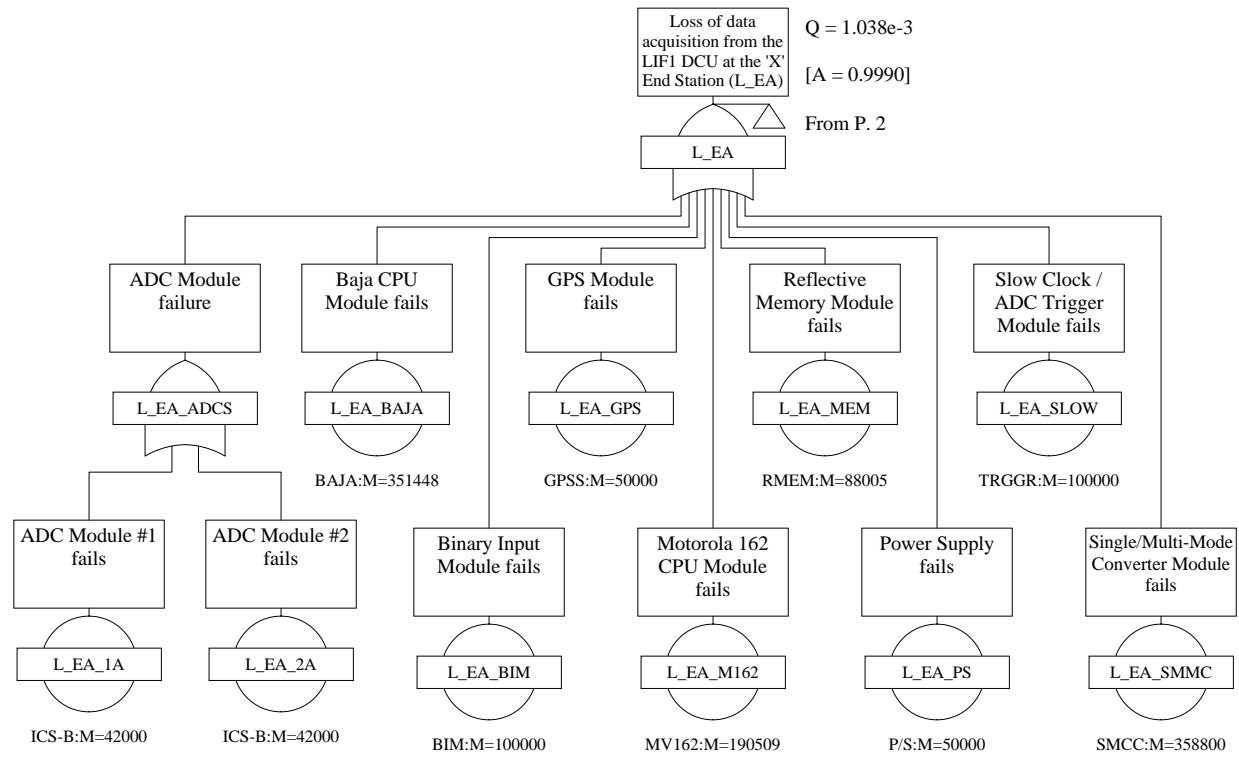 Loss of data
acquisition from the
LIF1 DCU at the 'X'
End Station (L_EA)
Q = 1.038e-3
[A = 0.9990]
From P. 2
L_EA
ADC Module
failure
Baja CPU
Module fails
GPS Module
fails
Reflective
Memory Module
fails
Slow Clock /
ADC Trigger
Module fails
L_EA_ADCS
L_EA_BAJA
L_EA_GPS
L_EA_MEM
L_EA_SLOW
BAJA:M=351448
GPSS:M=50000
RMEM:M=88005
TRGGR:M=100000
ADC Module #1
fails
ADC Module #2
fails
Binary Input
Module fails
Motorola 162
CPU Module
fails
Power Supply
fails
Single/Multi-Mode
Converter Module
fails
L_EA_1A
L_EA_2A
L_EA_BIM
L_EA_M162
L_EA_PS
L_EA_SMMC
ICS-B:M=42000
ICS-B:M=42000
BIM:M=100000
MV162:M=190509
P/S:M=50000
SMCC:M=358800